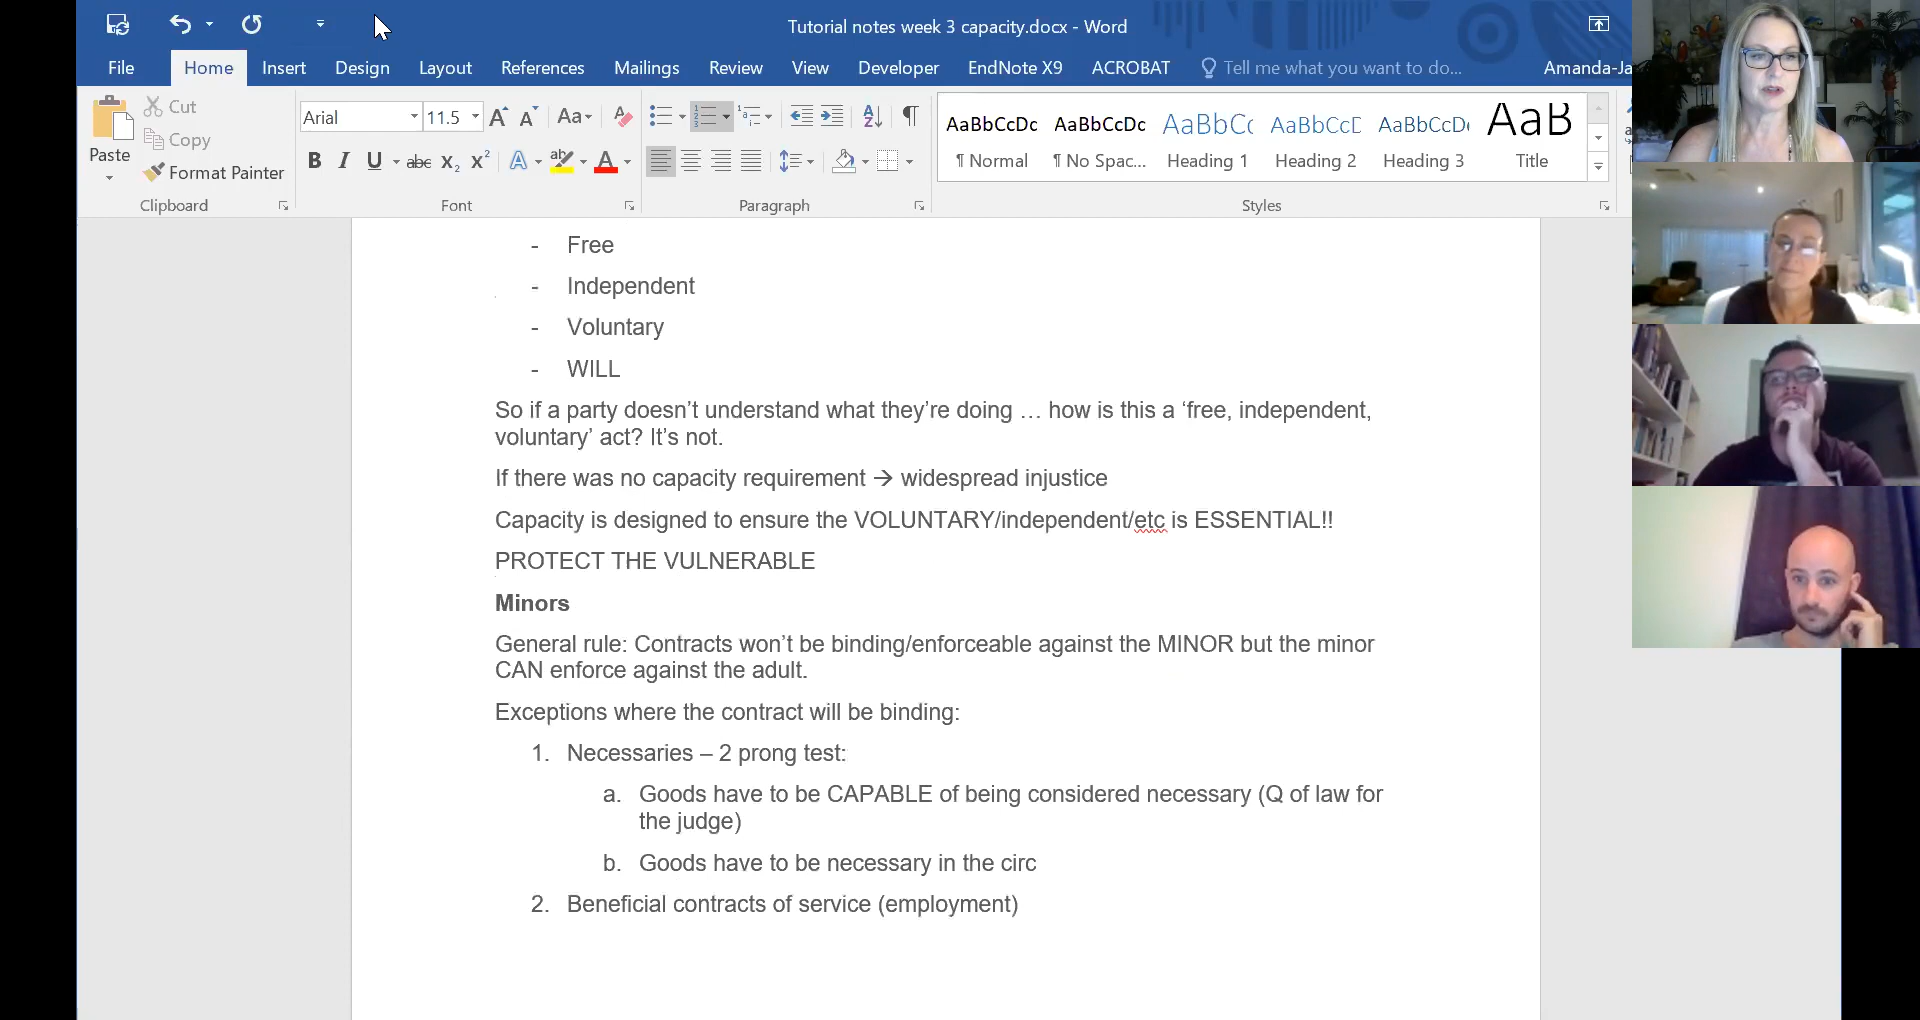 Tutorial notes week 3 capacity.docx - Word
File Home Insert Design Layout References Mailings Review View Developer EndNote X9 ACROBAT Tell me what you want to do... Amanda-Ja
Paste
Cut
Copy
Format Painter
Clipboard
Arial 11.5
Font
Paragraph
AaBbCcDc AaBbCcDc AaBbCc AaBbCcD AaBbCcDc AaB
¶ Normal ¶ No Spac... Heading 1 Heading 2 Heading 3 Title
Styles
- Free
- Independent
- Voluntary
- WILL
So if a party doesn’t understand what they’re doing … how is this a ‘free, independent,
voluntary’ act? It’s not.
If there was no capacity requirement → widespread injustice
Capacity is designed to ensure the VOLUNTARY/independent/etc is ESSENTIAL!!
PROTECT THE VULNERABLE
Minors
General rule: Contracts won’t be binding/enforceable against the MINOR but the minor
CAN enforce against the adult.
Exceptions where the contract will be binding:
1. Necessaries – 2 prong test:
a. Goods have to be CAPABLE of being considered necessary (Q of law for
the judge)
b. Goods have to be necessary in the circ
2. Beneficial contracts of service (employment)